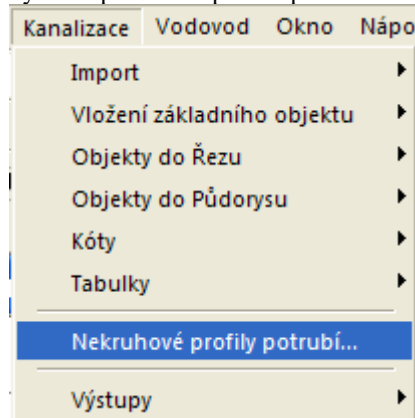 Kanalizace Vodovod Okno Nápo
Import
Vložení základního objektu
Objekty do Řezu
Objekty do Půdorysu
Kóty
Tabulky
Nekruhové profily potrubí...
Výstupy